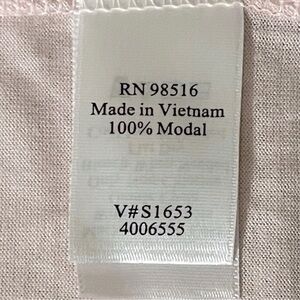 RN 98516
Made in Vietnam
100% Modal
V#S1653
4006555